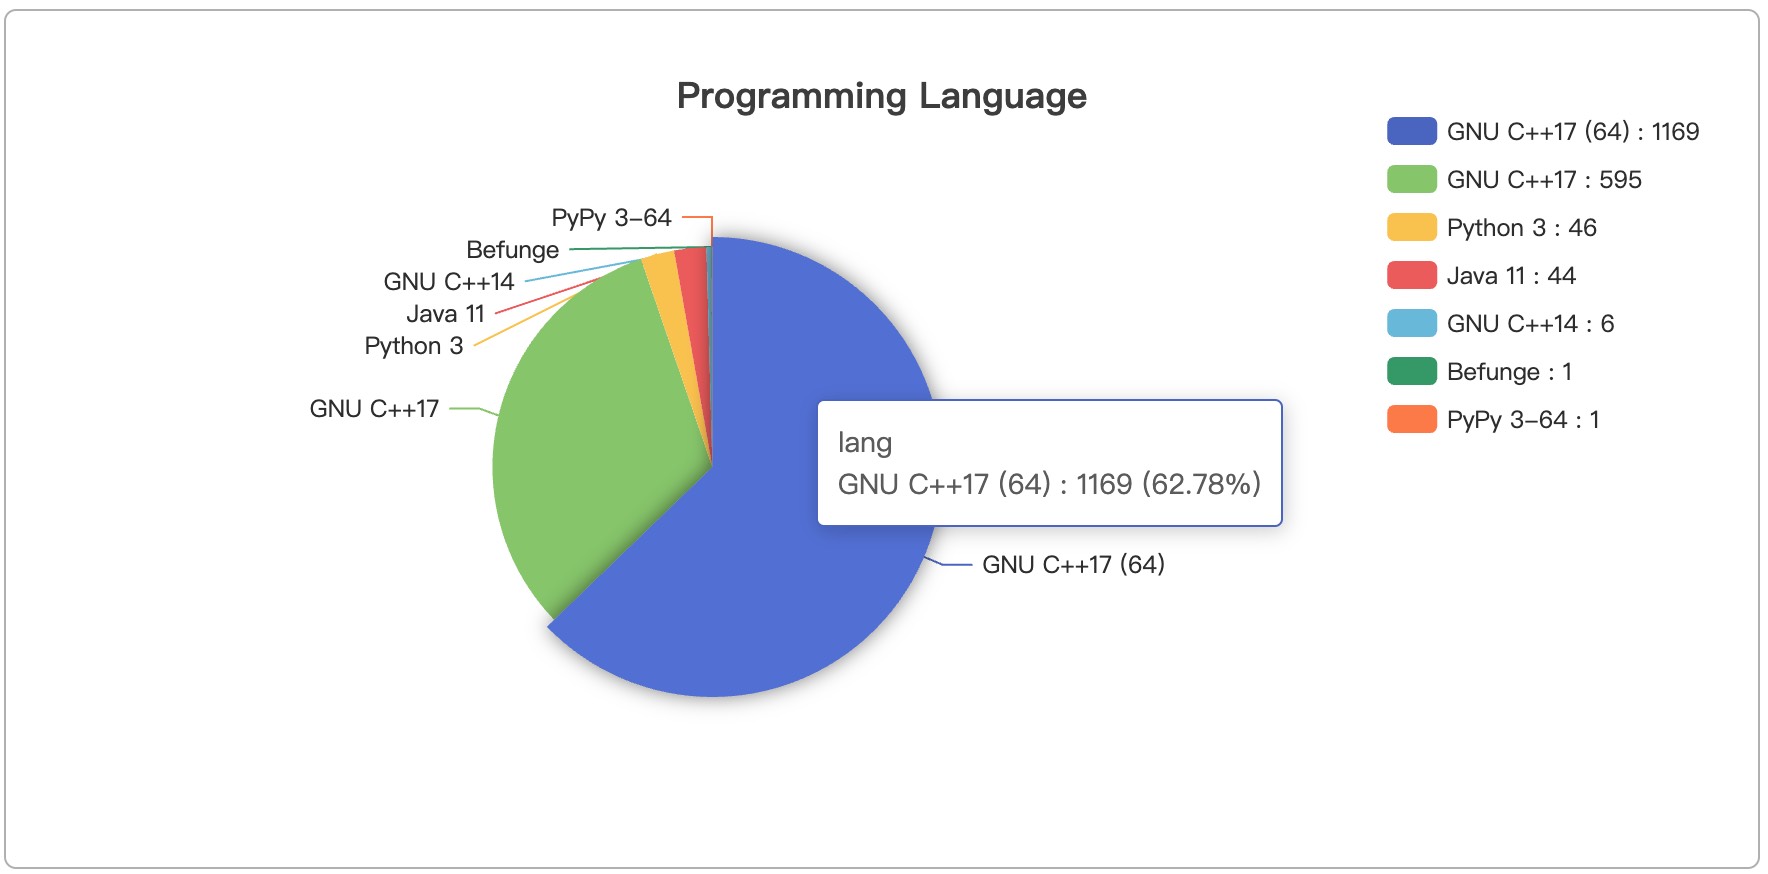 Programming Language
GNU C++17 (64) : 1169
GNU C++17 : 595
Python 3 : 46
Java 11 : 44
GNU C++14 : 6
Befunge : 1
PyPy 3-64 : 1
PyPy 3-64
Befunge
GNU C++14
Java 11
Python 3
GNU C++17
lang
GNU C++17 (64) : 1169 (62.78%)
GNU C++17 (64)